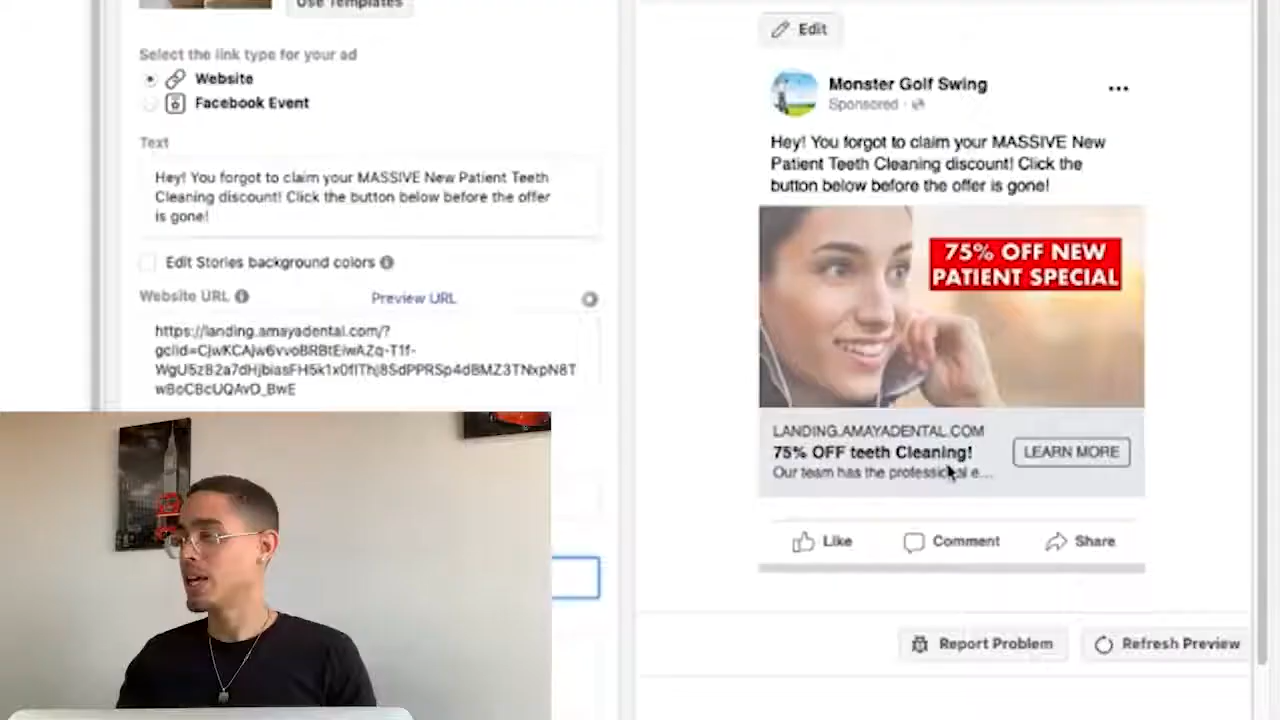 Use Templates
Select the link type for your ad
Website
Facebook Event
Text
Hey! You forgot to claim your MASSIVE New Patient Teeth
Cleaning discount! Click the button below before the offer
is gone!
Edit Stories background colors
Website URL
Preview URL
https://landing.amayadental.com/?
Edit
Monster Golf Swing
Sponsored
Hey! You forgot to claim your MASSIVE New
Patient Teeth Cleaning discount! Click the
button below before the offer is gone!
75% OFF NEW
PATIENT SPECIAL
LANDING.AMAYADENTAL.COM
75% OFF teeth Cleaning!
Our team has the professional e...
LEARN MORE
Like
Comment
Share
Report Problem
Refresh Preview